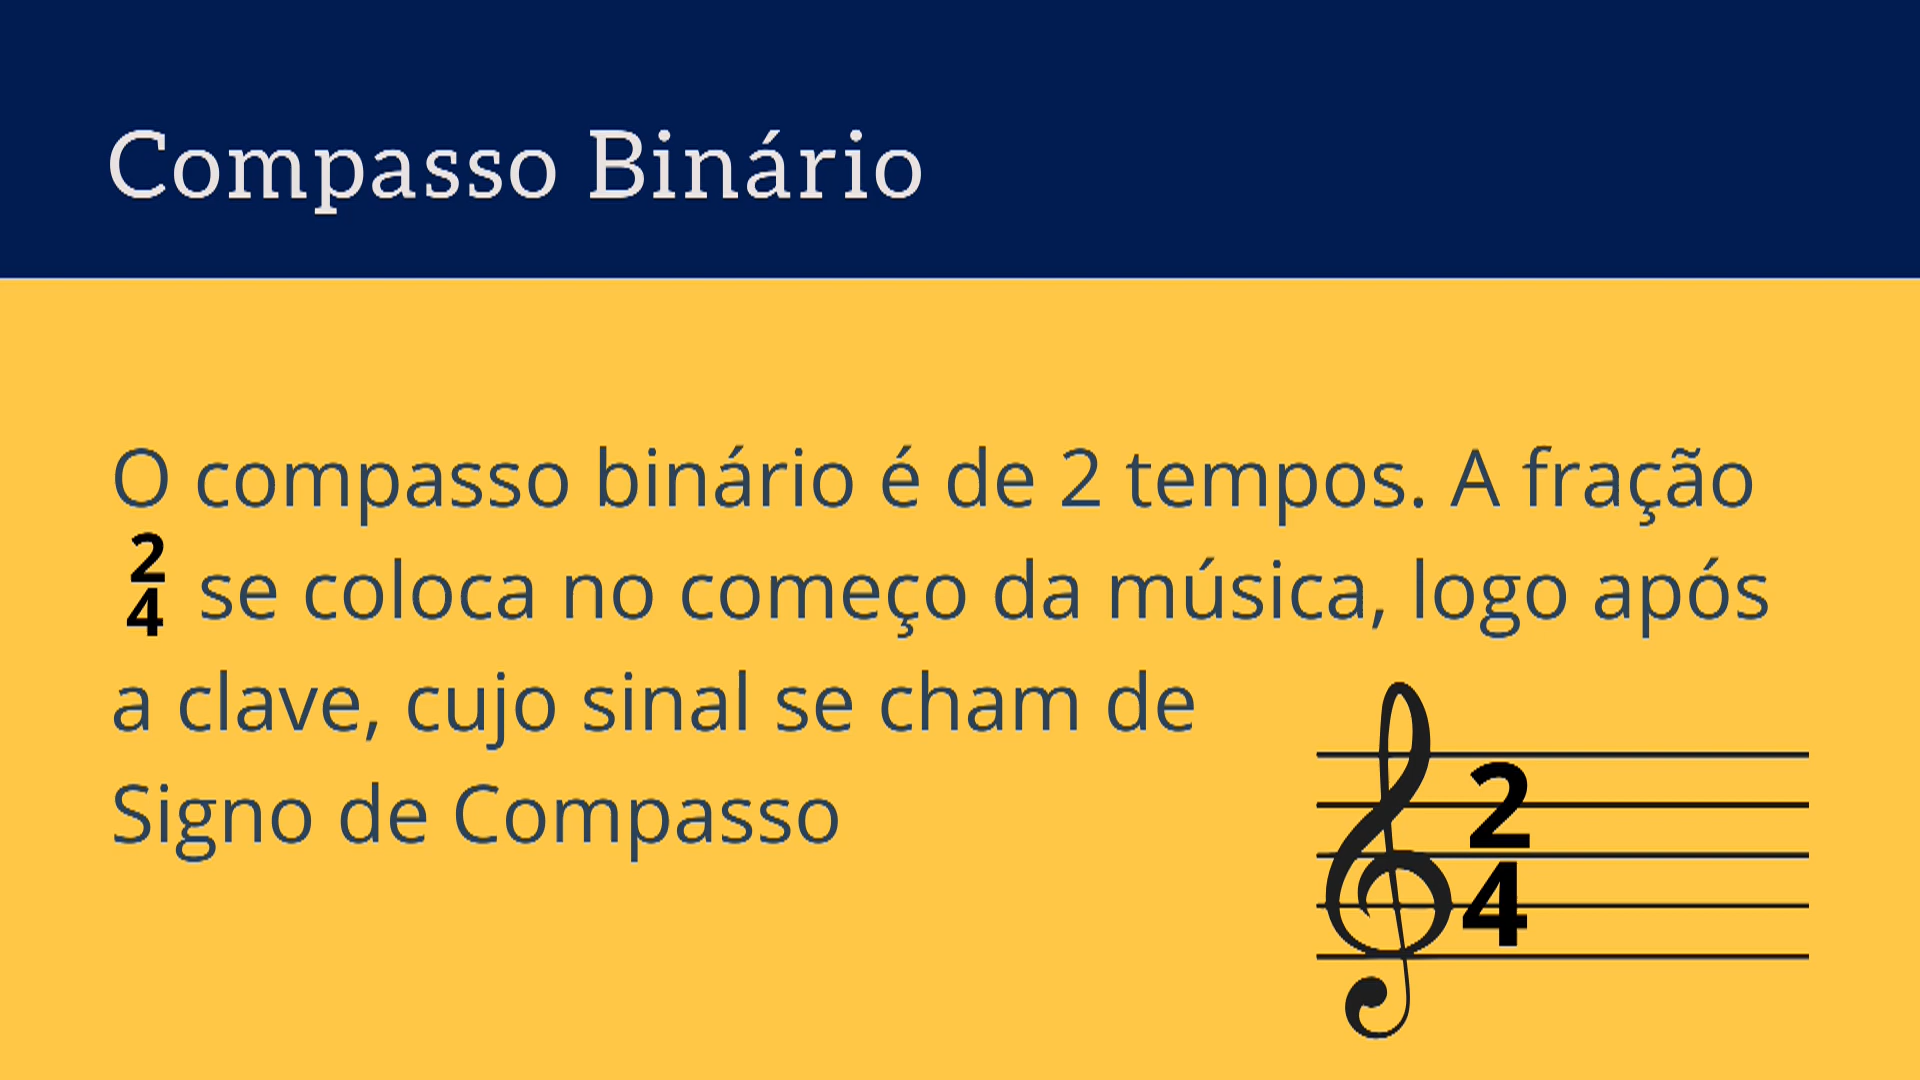 Compasso Binário
O compasso binário é de 2 tempos. A fração
2
4 se coloca no começo da música, logo após
a clave, cujo sinal se cham de
Signo de Compasso
2
4